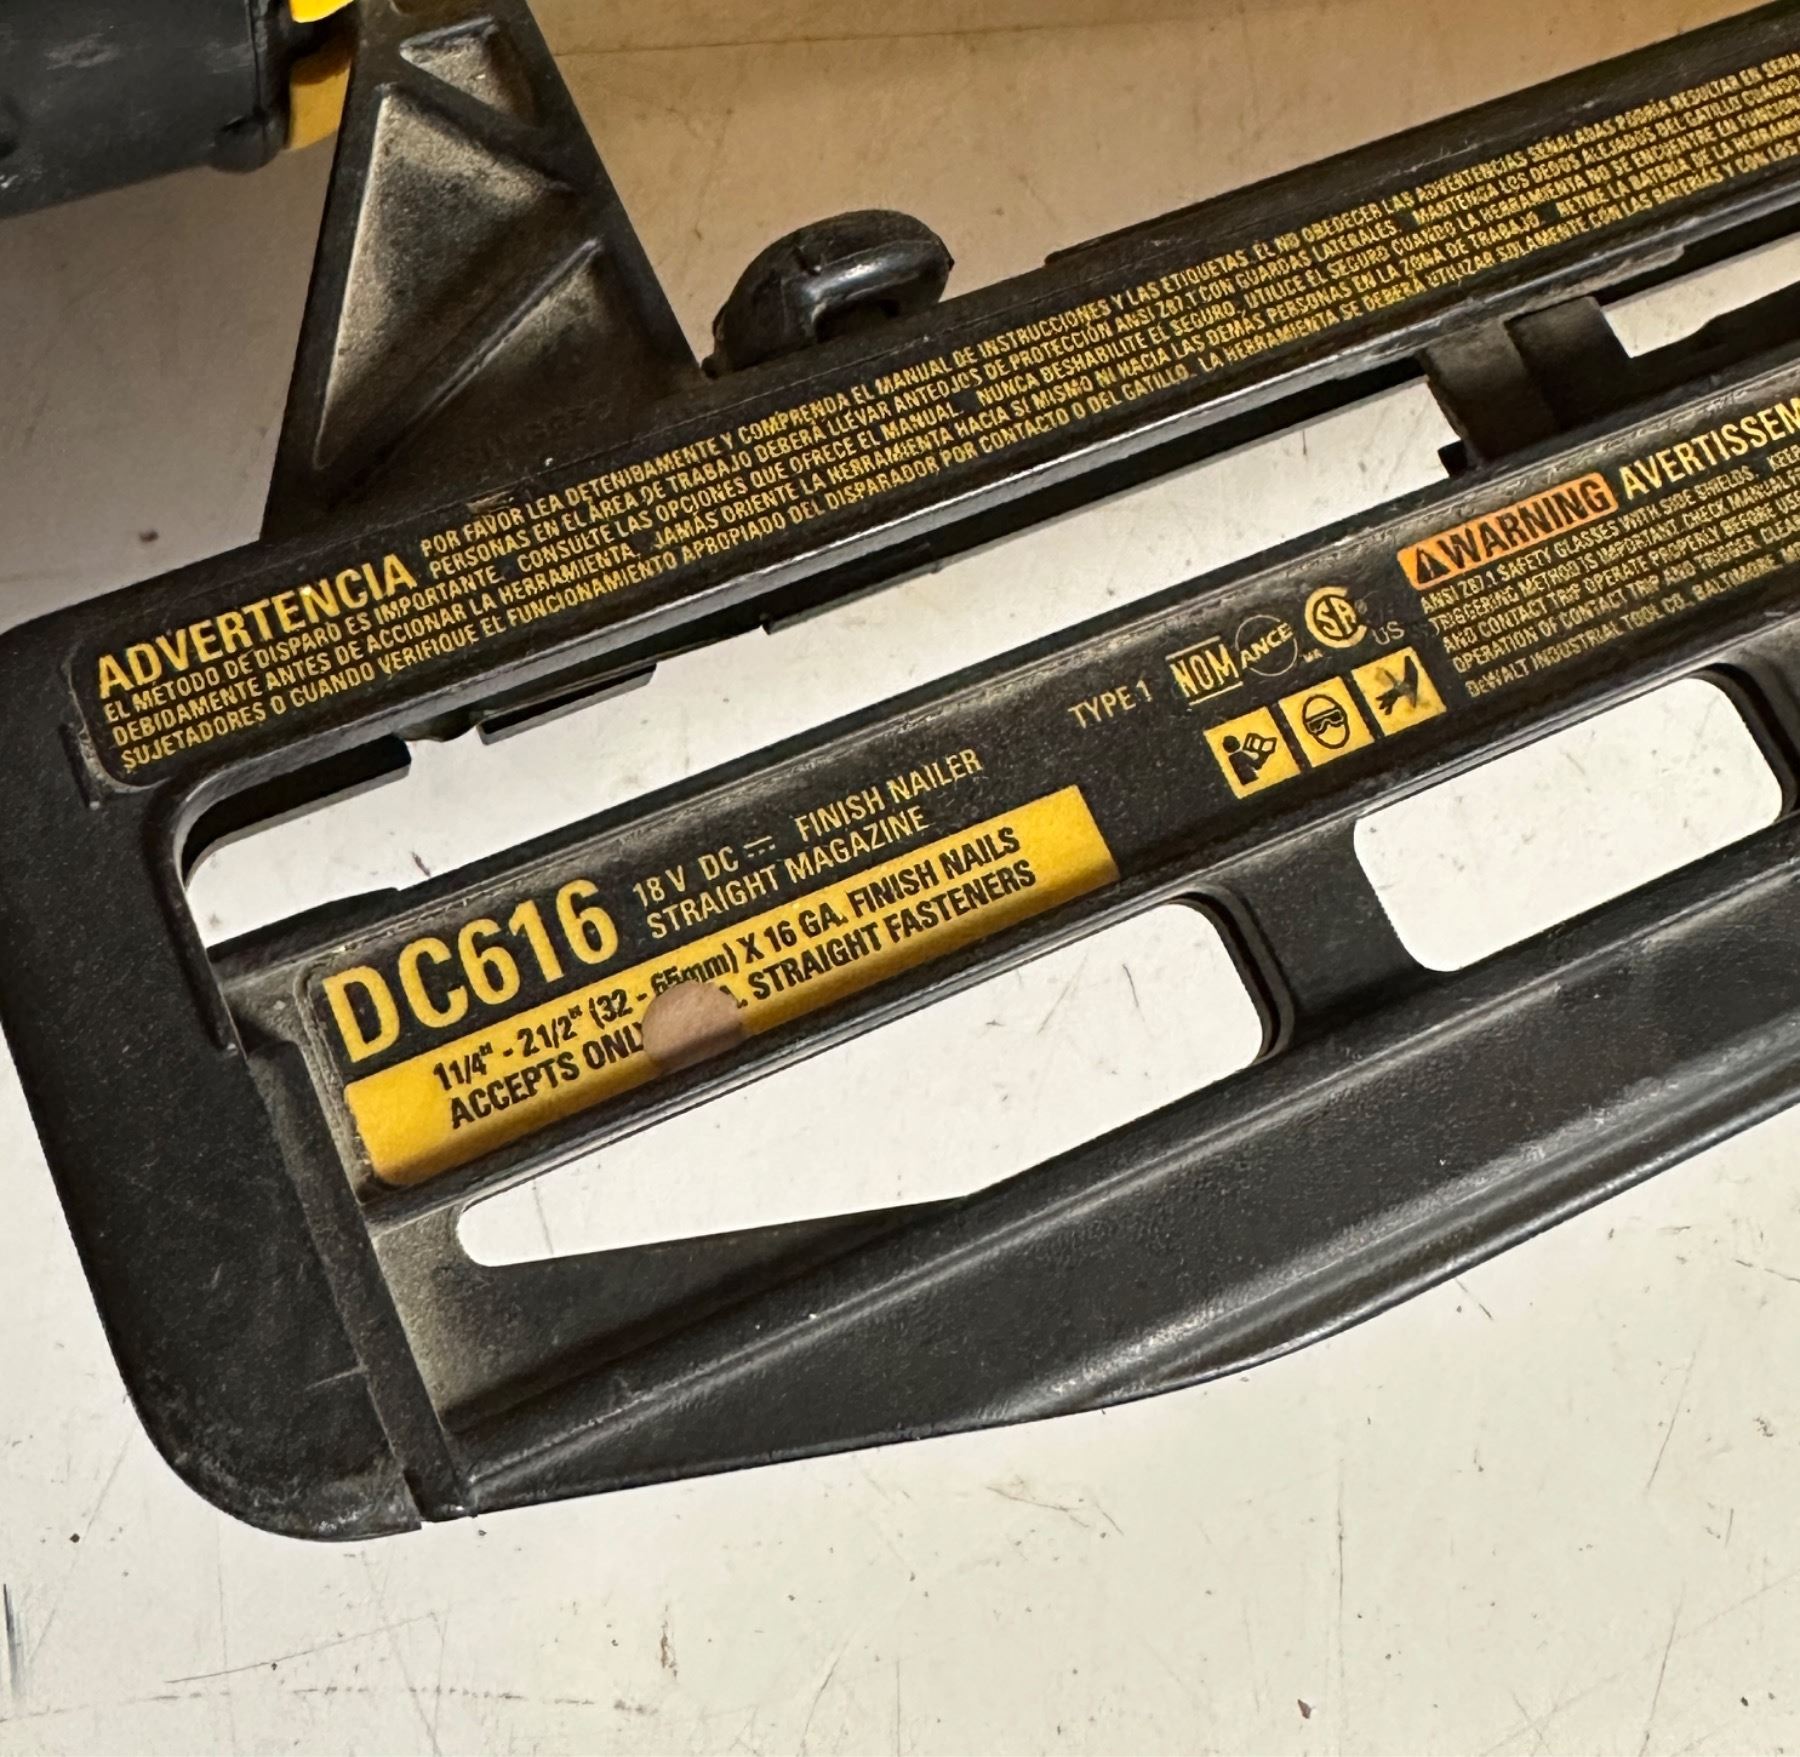 ADVERTENCIA POR FAVOR LEA DETENIDAMENTE Y COMPRENDA EL MANUAL DE INSTRUCCIONES Y LAS ETIQUETAS. EL NO OBEDECER LAS ADVERTENCIAS SEÑALADAS PODRÍA RESULTAR EN
PERSONAS EN EL ÁREA DE TRABAJO DEBERÁ LLEVAR ANTEOJOS DE PROTECCIÓN ANSI Z87.1 CON GUARDAS LATERALES. MANTENGA LOS DEDOS ALEJADOS DEL GATILLO CUANDO
EL METODO DE DISPARO ES IMPORTANTE. CONSULTE LAS OPCIONES QUE OFRECE EL MANUAL. NUNCA DESHABILITE EL SEGURO. UTILICE EL SEGURO CUANDO LA HERRAMIENTA NO SE ENCUENTRE EN
DEBIDAMENTE ANTES DE ACCIONAR LA HERRAMIENTA. JAMÁS ORIENTE LA HERRAMIENTA HACIA SÍ MISMO NI HACIA LAS DEMÁS PERSONAS EN LA ZONA DE TRABAJO. RETIRE LA BATERÍA DE LA
SUJETADORES O CUANDO VERIFIQUE EL FUNCIONAMIENTO APROPIADO DEL DISPARADOR POR CONTACTO O DEL GATILLO. LA HERRAMIENTA SE DEBERÁ UTILIZAR SOLAMENTE CON LAS BATERÍAS Y CON LOS
DC616 18 V DC FINISH NAILER
STRAIGHT MAGAZINE
1 1/4" - 2 1/2" (32 - 65mm) X 16 GA. FINISH NAILS
ACCEPTS ONLY STRAIGHT FASTENERS
TYPE 1
NOM ANCE SA® US
WARNING
ANSI Z87.1 SAFETY GLASSES WITH SIDE SHIELDS. KEEP
TRIGGERING METHOD IS IMPORTANT. CHECK MANUAL
AND CONTACT TRIP OPERATE PROPERLY BEFORE USE
OPERATION OF CONTACT TRIP AND TRIGGER.
DEWALT INDUSTRIAL TOOL CO., BALTIMORE,